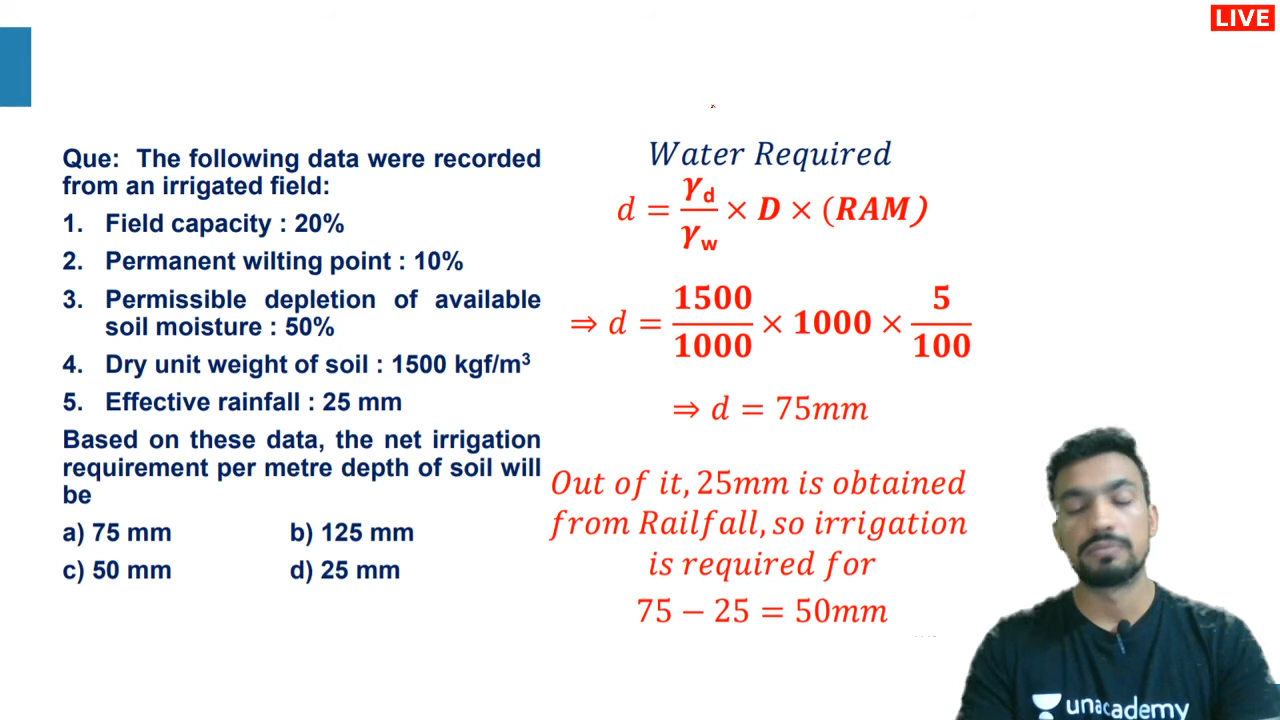 LIVE
Que: The following data were recorded
from an irrigated field:
1. Field capacity : 20%
2. Permanent wilting point : 10%
3. Permissible depletion of available
soil moisture : 50%
4. Dry unit weight of soil : 1500 kgf/m³
5. Effective rainfall : 25 mm
Based on these data, the net irrigation
requirement per metre depth of soil will
be
a) 75 mm b) 125 mm
c) 50 mm d) 25 mm
Water Required
d = γd/γw × D × (RAM)
⇒ d = 1500/1000 × 1000 × 5/100
⇒ d = 75mm
Out of it, 25mm is obtained
from Railfall, so irrigation
is required for
75 − 25 = 50mm
unacademy